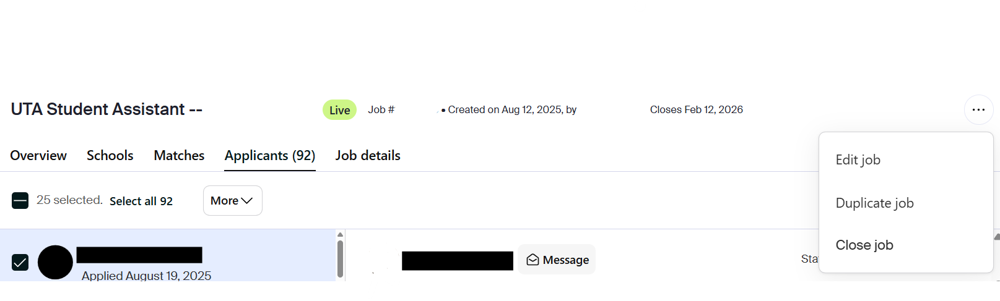 UTA Student Assistant --
Live
Job #
• Created on Aug 12, 2025, by
Closes Feb 12, 2026
Overview
Schools
Matches
Applicants (92)
Job details
Edit job
Duplicate job
Close job
25 selected.
Select all 92
More
Applied August 19, 2025
Message
Sta